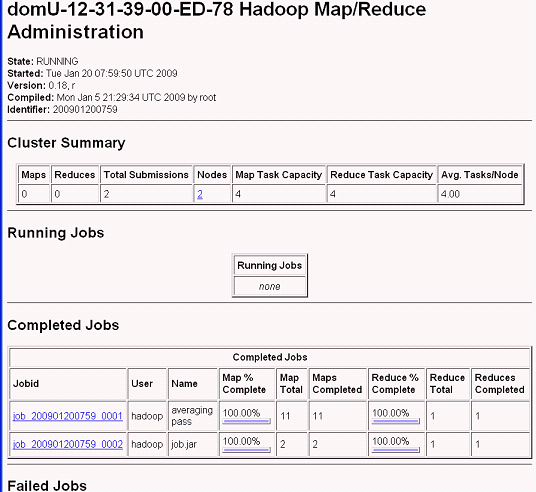 domU-12-31-39-00-ED-78 Hadoop Map/Reduce
Administration
State: RUNNING
Started: Tue Jan 20 07:59:50 UTC 2009
Version: 0.18, r
Compiled: Mon Jan 5 21:29:34 UTC 2009 by root
Identifier: 200901200759
Cluster Summary
Maps Reduces Total Submissions Nodes Map Task Capacity Reduce Task Capacity Avg. Tasks/Node
0 0 2 2 4 4 4.00
Running Jobs
Running Jobs
none
Completed Jobs
Completed Jobs
Jobid User Name Map % Complete Map Total Maps Completed Reduce % Complete Reduce Total Reduces Completed
job_200901200759_0001 hadoop averaging pass 100.00% 11 11 100.00% 1 1
job_200901200759_0002 hadoop job.jar 100.00% 2 2 100.00% 1 1
Failed Jobs